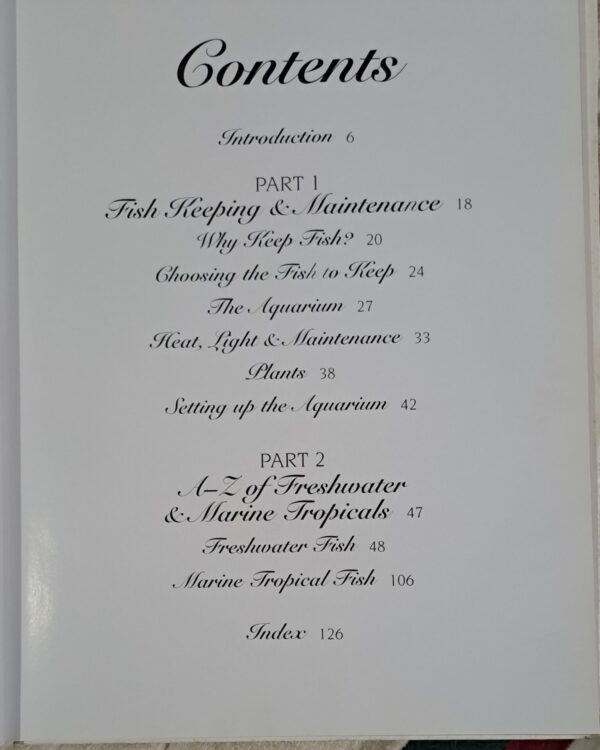 Contents
Introduction 6
PART 1
Fish Keeping & Maintenance 18
Why Keep Fish? 20
Choosing the Fish to Keep 24
The Aquarium 27
Heat, Light & Maintenance 33
Plants 38
Setting up the Aquarium 42
PART 2
A–Z of Freshwater
& Marine Tropicals 47
Freshwater Fish 48
Marine Tropical Fish 106
Index 126